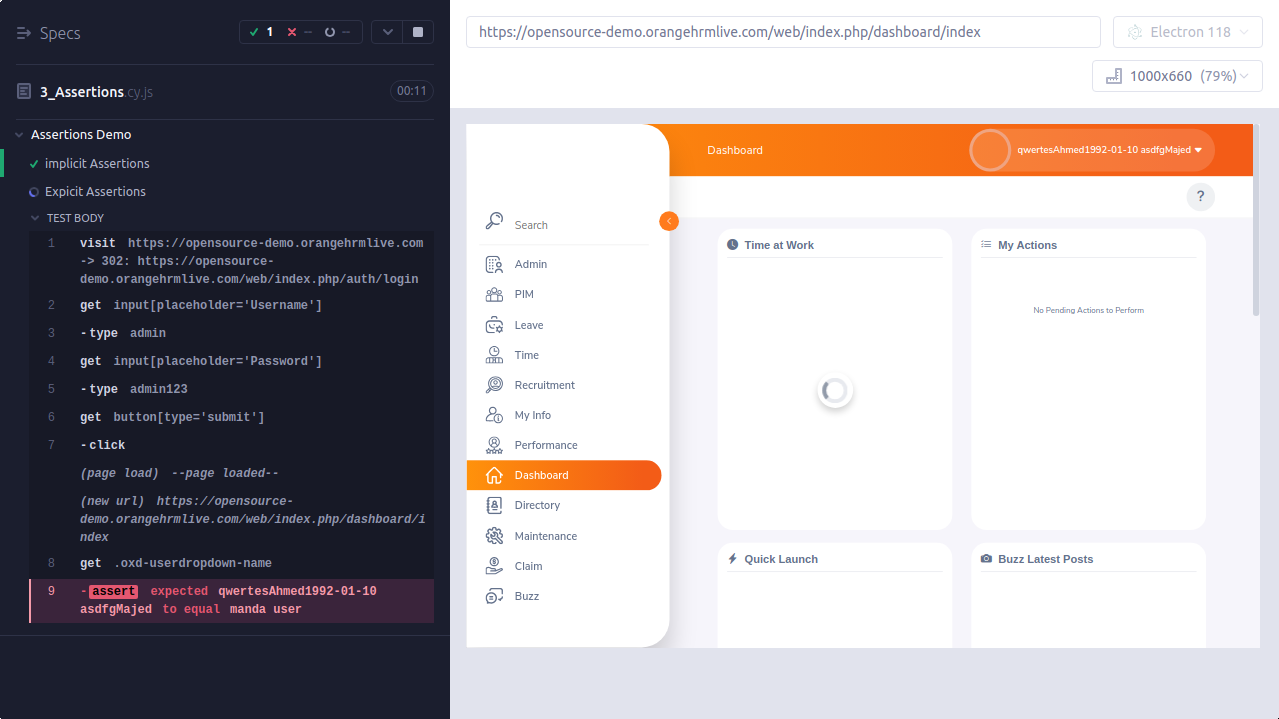 Specs
1
--
--
3_Assertions.cy.js
00:11
Assertions Demo
implicit Assertions
Expicit Assertions
TEST BODY
1 visit https://opensource-demo.orangehrmlive.com
-> 302: https://opensource-
demo.orangehrmlive.com/web/index.php/auth/login
2 get input[placeholder='Username']
3 -type admin
4 get input[placeholder='Password']
5 -type admin123
6 get button[type='submit']
7 -click
(page load) --page loaded--
(new url) https://opensource-
demo.orangehrmlive.com/web/index.php/dashboard/i
ndex
8 get .oxd-userdropdown-name
9 -assert expected qwertesAhmed1992-01-10
asdfgMajed to equal manda user
https://opensource-demo.orangehrmlive.com/web/index.php/dashboard/index
Electron 118
1000x660 (79%)
Dashboard
qwertesAhmed1992-01-10 asdfgMajed
?
Search
Admin
PIM
Leave
Time
Recruitment
My Info
Performance
Dashboard
Directory
Maintenance
Claim
Buzz
Time at Work
My Actions
No Pending Actions to Perform
Quick Launch
Buzz Latest Posts